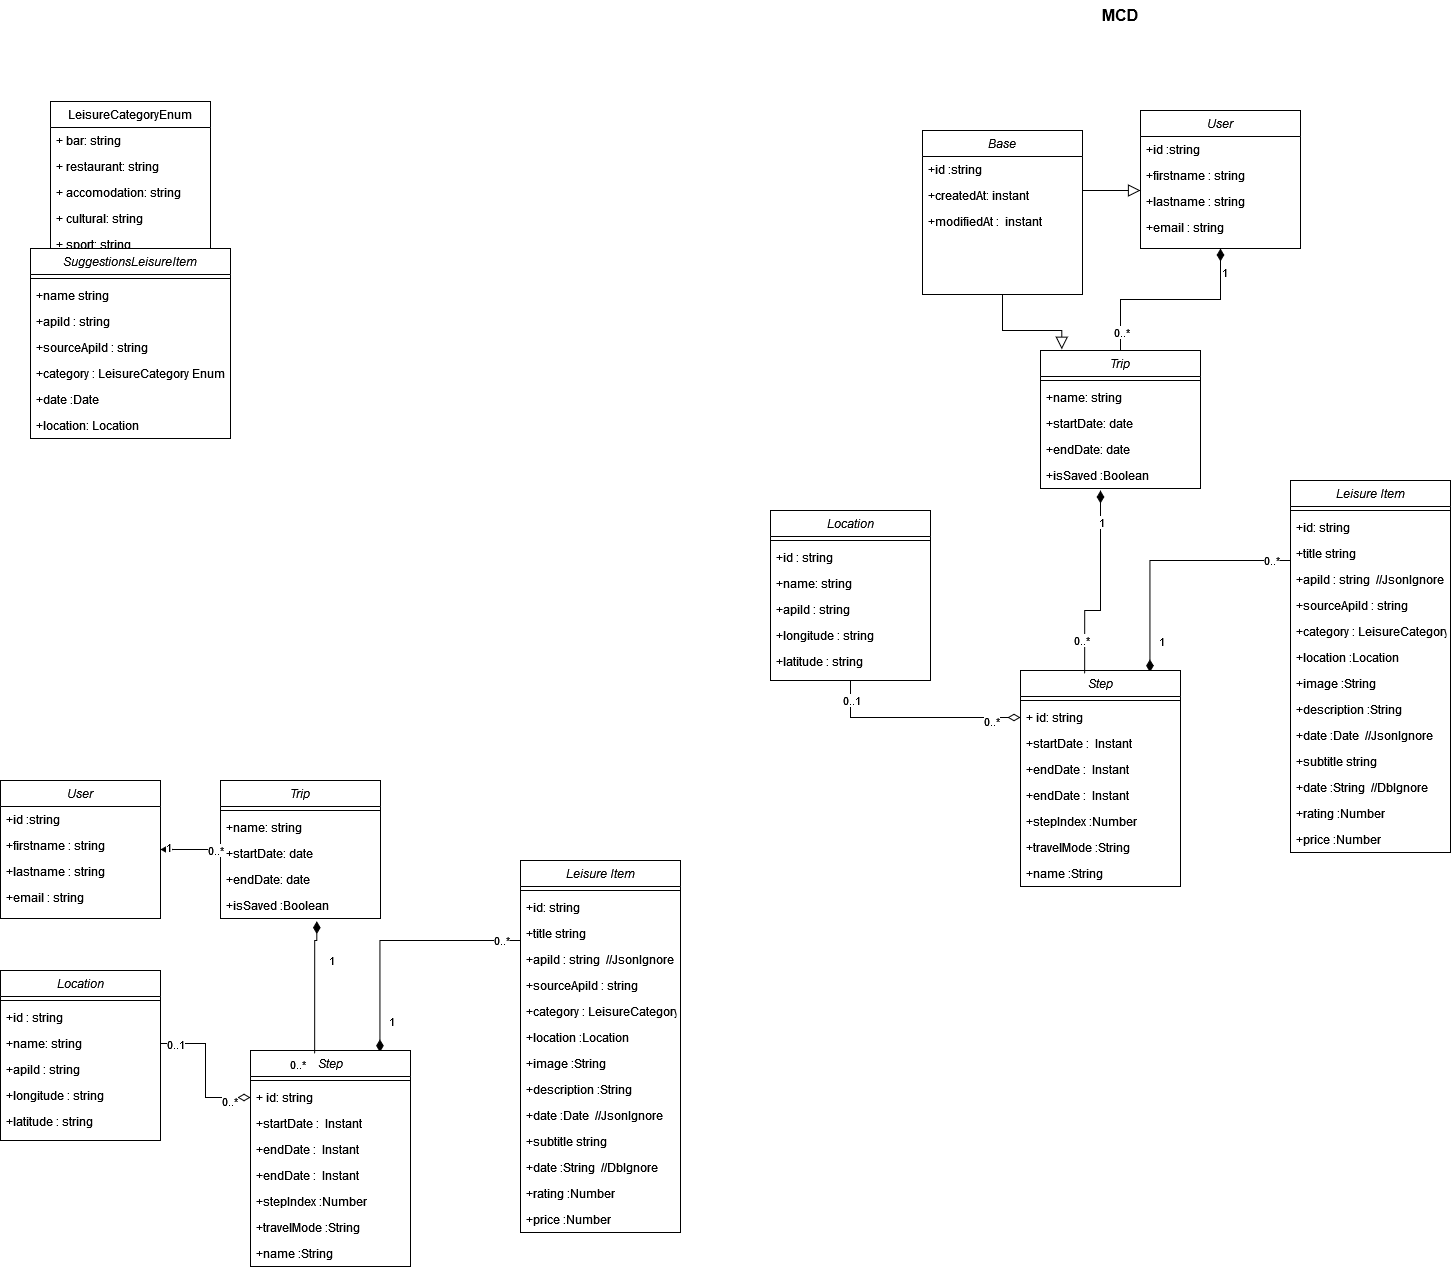 MCD
LeisureCategoryEnum
+ bar: string
+ restaurant: string
+ accomodation: string
+ cultural: string
+ sport: string
SuggestionsLeisureItem
+name string
+apiId : string
+sourceApiId : string
+category : LeisureCategory Enum
+date :Date
+location: Location
Base
+id :string
+createdAt: instant
+modifiedAt : instant
User
+id :string
+firstname : string
+lastname : string
+email : string
1
0..*
Trip
+name: string
+startDate: date
+endDate: date
+isSaved :Boolean
1
0..*
Location
+id : string
+name: string
+apiId : string
+longitude : string
+latitude : string
0..1
0..*
Step
+ id: string
+startDate : Instant
+endDate : Instant
+endDate : Instant
+stepIndex :Number
+travelMode :String
+name :String
1
0..*
Leisure Item
+id: string
+title string
+apiId : string //JsonIgnore
+sourceApiId : string
+category : LeisureCategory
+location :Location
+image :String
+description :String
+date :Date //JsonIgnore
+subtitle string
+date :String //DbIgnore
+rating :Number
+price :Number
User
+id :string
+firstname : string
+lastname : string
+email : string
1
0..*
Trip
+name: string
+startDate: date
+endDate: date
+isSaved :Boolean
1
0..*
Location
+id : string
+name: string
+apiId : string
+longitude : string
+latitude : string
0..1
0..*
Step
+ id: string
+startDate : Instant
+endDate : Instant
+endDate : Instant
+stepIndex :Number
+travelMode :String
+name :String
1
0..*
Leisure Item
+id: string
+title string
+apiId : string //JsonIgnore
+sourceApiId : string
+category : LeisureCategory
+location :Location
+image :String
+description :String
+date :Date //JsonIgnore
+subtitle string
+date :String //DbIgnore
+rating :Number
+price :Number